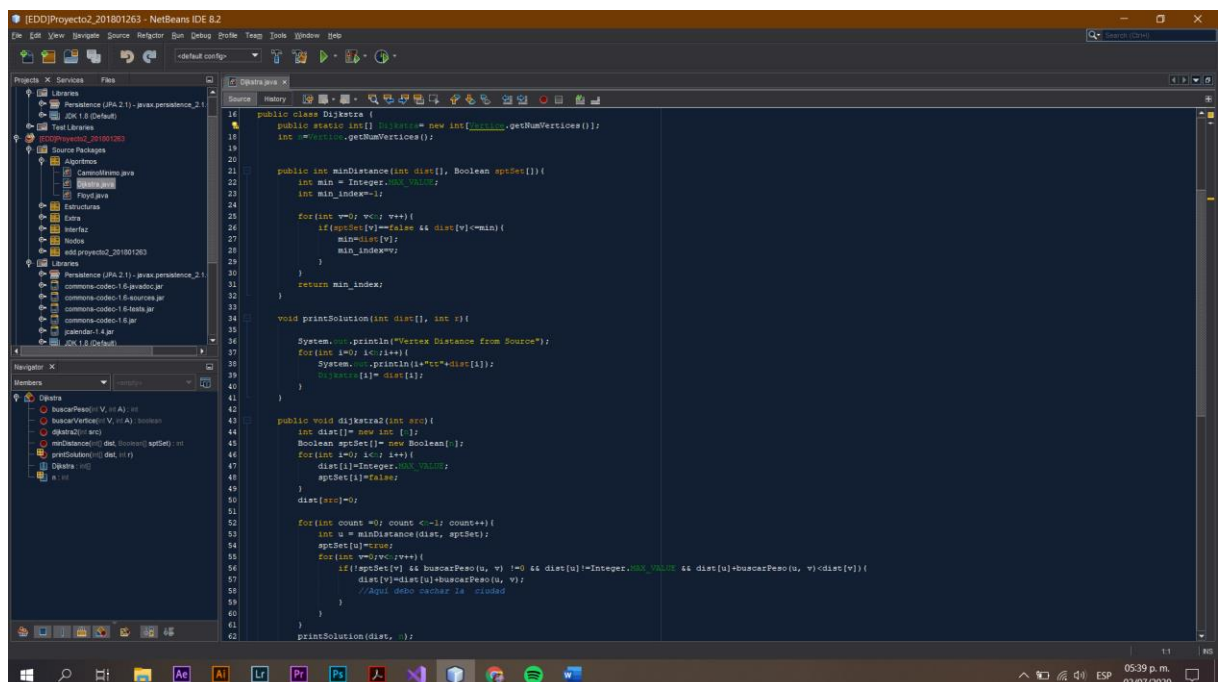 [EDD]Proyecto2_201801263 - NetBeans IDE 8.2
File Edit View Navigate Source Refactor Run Debug Profile Team Tools Window Help
Search (Ctrl+I)
<default config>
Projects X Services Files
Dijkstra.java x
Source History
Libraries
Persistence (JPA 2.1) - javax.persistence_2.1.
JDK 1.8 (Default)
Test Libraries
[EDD]Proyecto2_201801263
Source Packages
Algoritmos
CaminoMinimo.java
Dijkstra.java
Floyd.java
Estructuras
Extra
Interfaz
Nodos
edd.proyecto2_201801263
Libraries
Persistence (JPA 2.1) - javax.persistence_2.1.
commons-codec-1.6-javadoc.jar
commons-codec-1.6-sources.jar
commons-codec-1.6-tests.jar
commons-codec-1.6.jar
jcalendar-1.4.jar
JDK 1.8 (Default)
Navigator X
Members <empty>
Dijkstra
buscarPeso(int V, int A) : int
buscarVertice(int V, int A) : boolean
dijkstra2(int src)
minDistance(int[] dist, Boolean[] sptSet) : int
printSolution(int[] dist, int r)
Dijkstra : int[]
n : int
16 public class Dijkstra {
public static int[] Dijkstra= new int[Vertice.getNumVertices()];
18 int n=Vertice.getNumVertices();
19
20
21 public int minDistance(int dist[], Boolean sptSet[]){
22 int min = Integer.MAX_VALUE;
23 int min_index=-1;
24
25 for(int v=0; v<n; v++){
26 if(sptSet[v]==false && dist[v]<=min){
27 min=dist[v];
28 min_index=v;
29 }
30 }
31 return min_index;
32 }
33
34 void printSolution(int dist[], int r){
35
36 System.out.println("Vertex Distance from Source");
37 for(int i=0; i<n;i++){
38 System.out.println(i+"tt"+dist[i]);
39 Dijkstra[i]= dist[i];
40 }
41 }
42
43 public void dijkstra2(int src){
44 int dist[]= new int [n];
45 Boolean sptSet[]= new Boolean[n];
46 for(int i=0; i<n; i++){
47 dist[i]=Integer.MAX_VALUE;
48 sptSet[i]=false;
49 }
50 dist[src]=0;
51
52 for(int count =0; count <n-1; count++){
53 int u = minDistance(dist, sptSet);
54 sptSet[u]=true;
55 for(int v=0;v<n;v++){
56 if(!sptSet[v] && buscarPeso(u, v) !=0 && dist[u]!=Integer.MAX_VALUE && dist[u]+buscarPeso(u, v)<dist[v]){
57 dist[v]=dist[u]+buscarPeso(u, v);
58 //Aqui debo cachar la ciudad
59 }
60 }
61 }
62 printSolution(dist, n);
1:1 INS
Ae Ai Lr Pr Ps
ESP
05:39 p. m.
02/07/2020